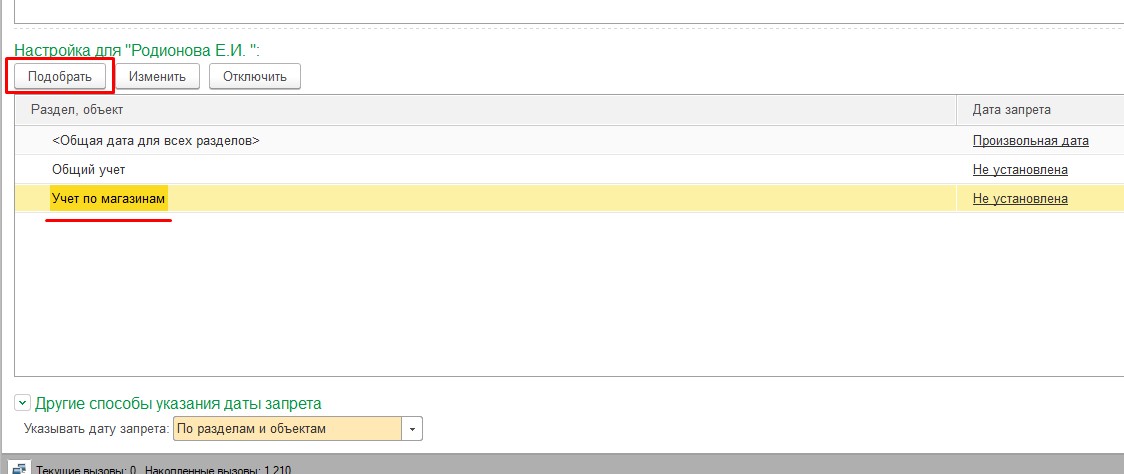 Настройка для "Родионова Е.И. ":
Подобрать Изменить Отключить
Раздел, объект Дата запрета
<Общая дата для всех разделов> Произвольная дата
Общий учет Не установлена
Учет по магазинам Не установлена
Другие способы указания даты запрета
Указывать дату запрета: По разделам и объектам
Текущие вызовы: 0 Накопленные вызовы: 1 210